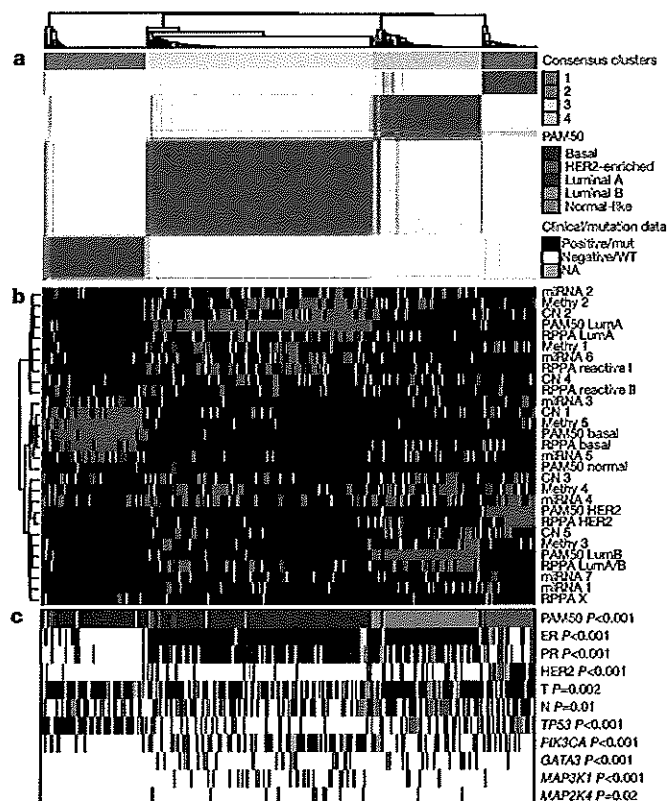 a
Consensus clusters
1
2
3
4
PAM50
Basal
HER2-enriched
Luminal A
Luminal B
Normal-like
Clinical/mutation data
Positive/mut
Negative/WT
NA
b
miRNA 2
Methy 2
CN 2
PAM50 LumA
RPPA LumA
Methy 1
miRNA 6
RPPA reactive I
CN 4
RPPA reactive II
miRNA 3
CN 1
Methy 5
PAM50 basal
RPPA basal
miRNA 5
PAM50 normal
CN 3
Methy 4
miRNA 4
PAM50 HER2
RPPA HER2
CN 5
Methy 3
PAM50 LumB
RPPA LumA/B
miRNA 7
miRNA 1
RPPA X
c
PAM50 P<0.001
ER P<0.001
PR P<0.001
HER2 P<0.001
T P=0.002
N P=0.01
TP53 P<0.001
PIK3CA P<0.001
GATA3 P<0.001
MAP3K1 P<0.001
MAP2K4 P=0.02